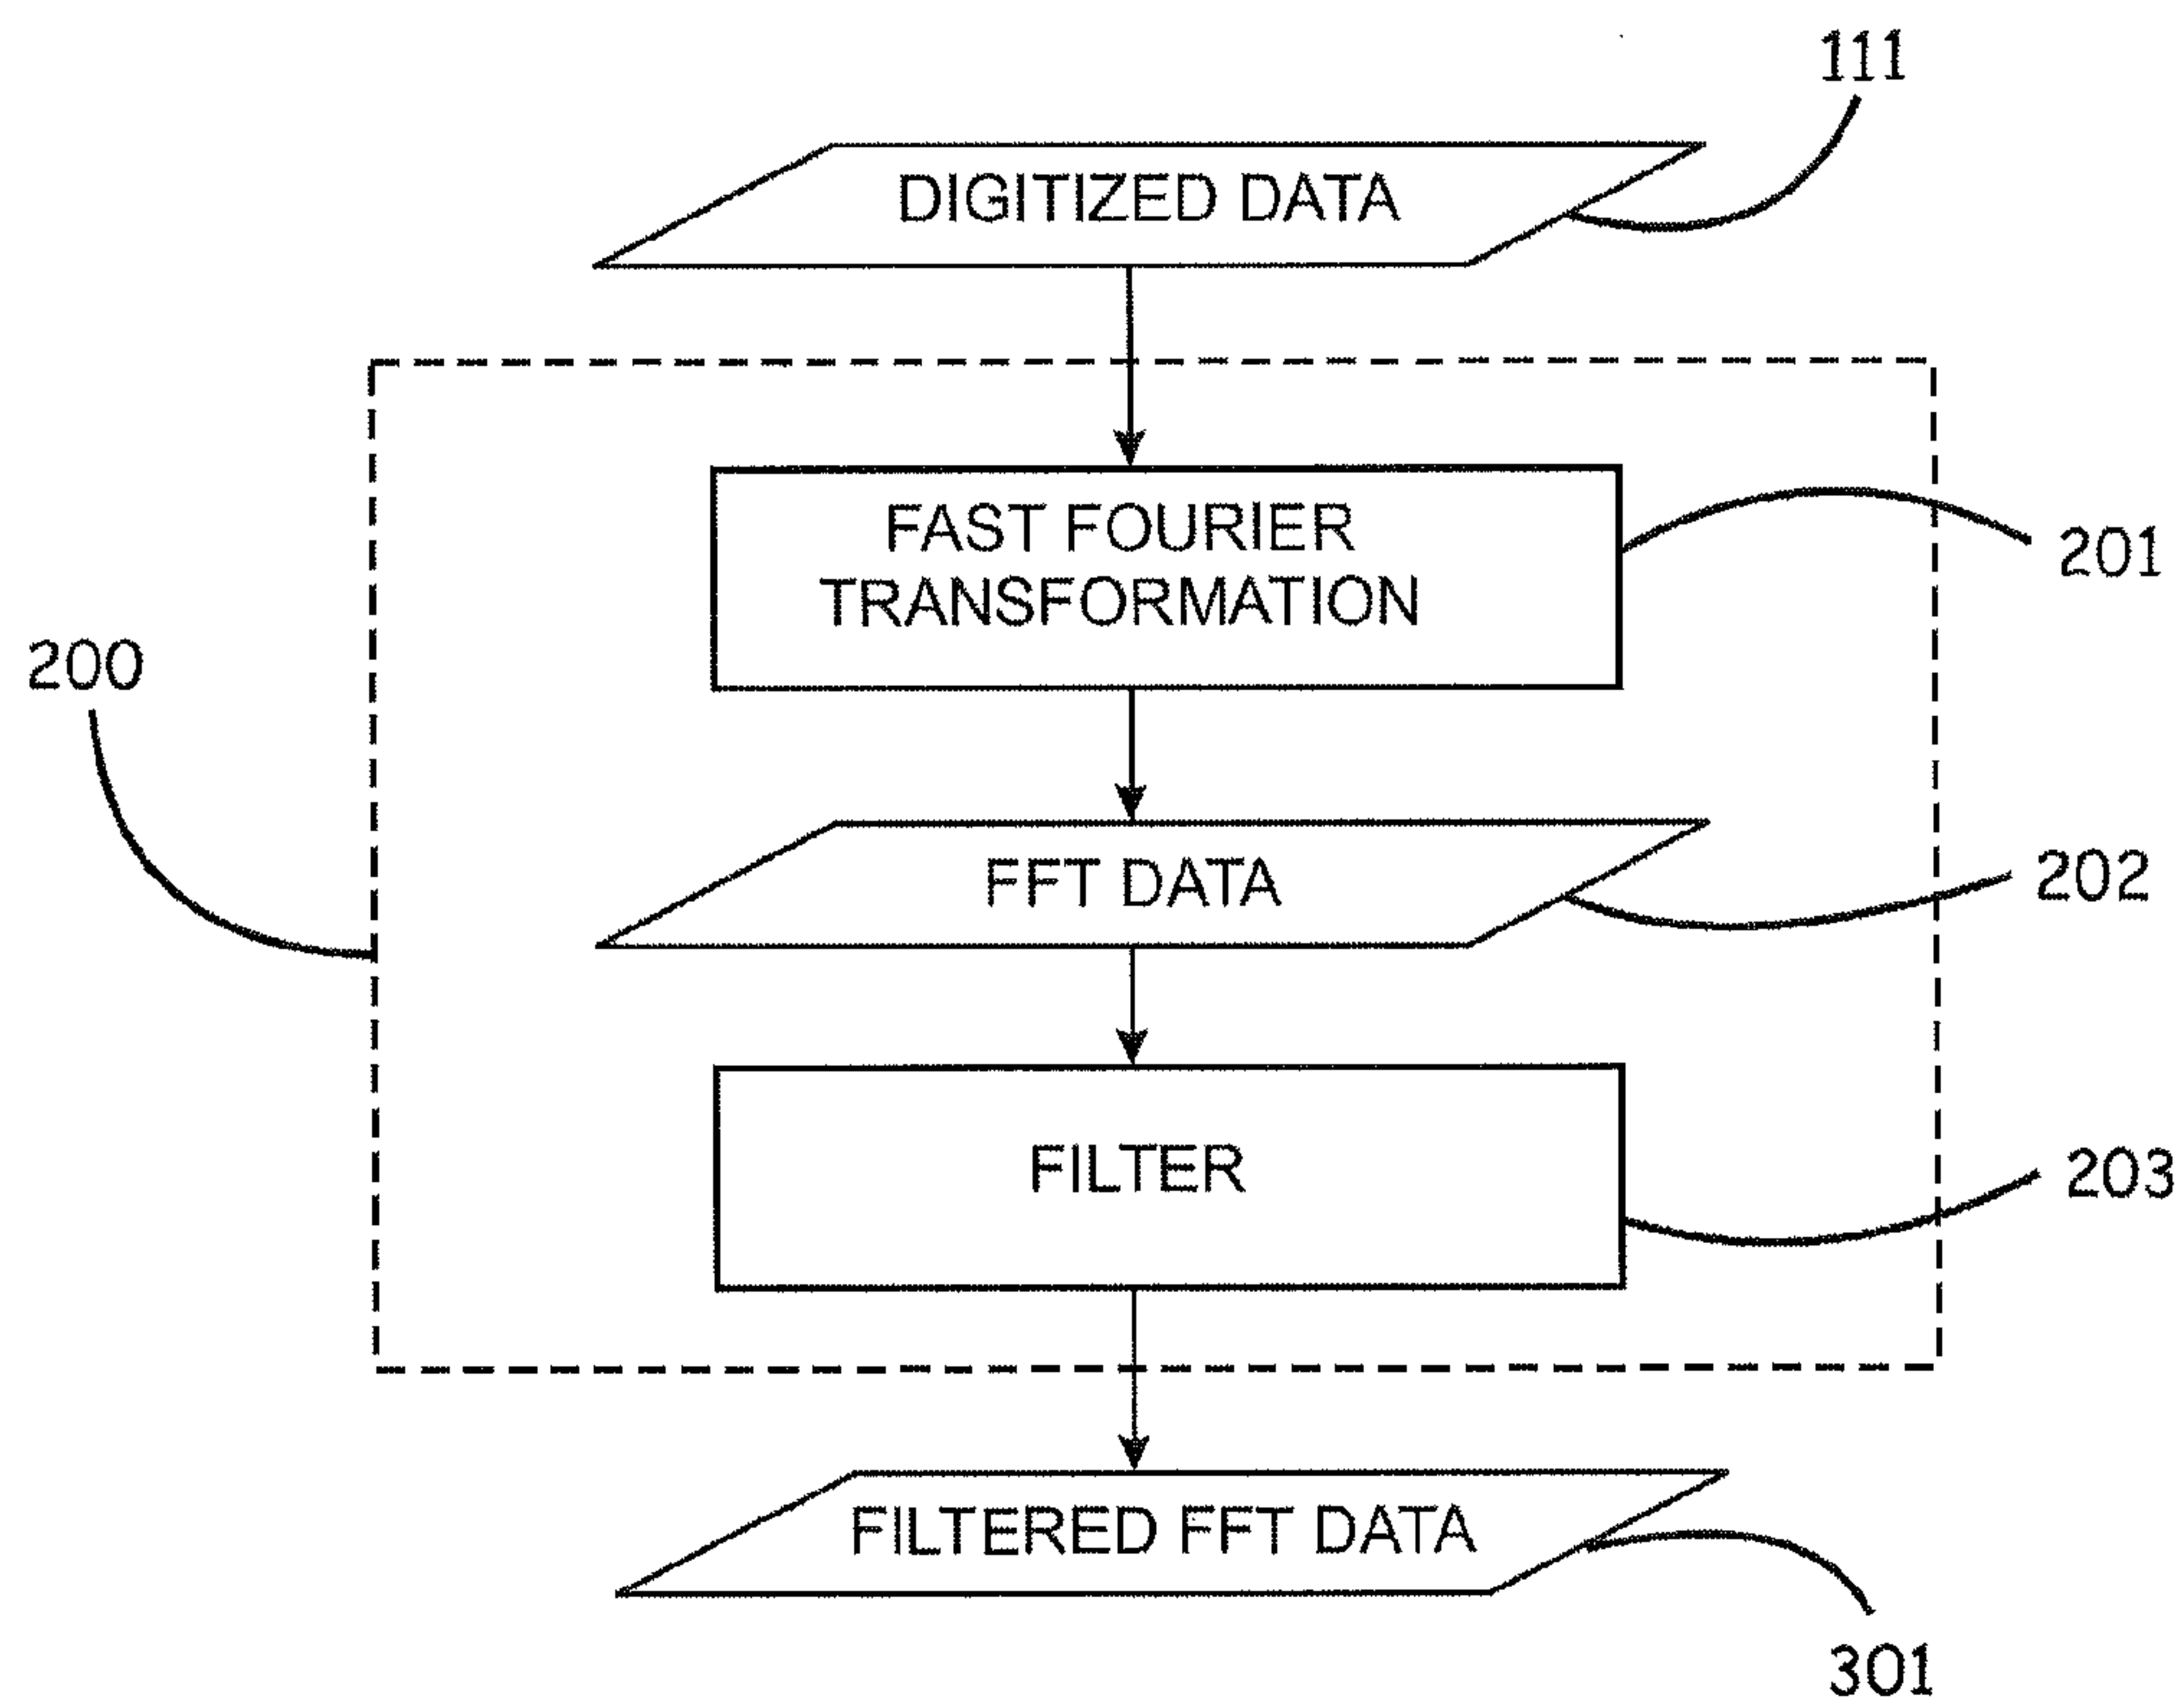 111
DIGITIZED DATA
FAST FOURIER
TRANSFORMATION
201
200
FFT DATA
202
FILTER
203
FILTERED FFT DATA
301